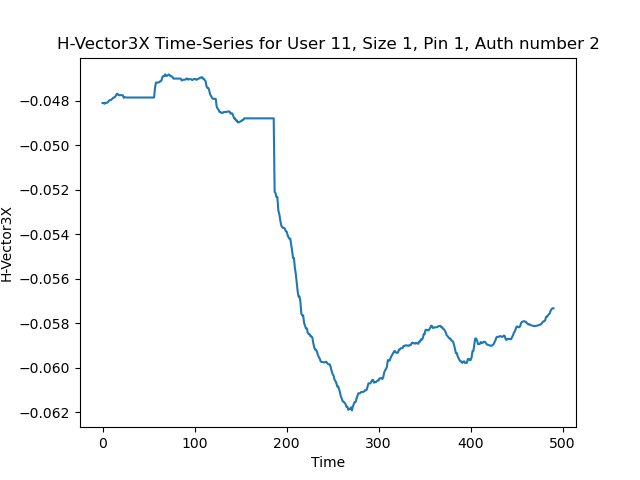 H-Vector3X Time-Series for User 11, Size 1, Pin 1, Auth number 2
H-Vector3X
−0.048
−0.050
−0.052
−0.054
−0.056
−0.058
−0.060
−0.062
0 100 200 300 400 500
Time